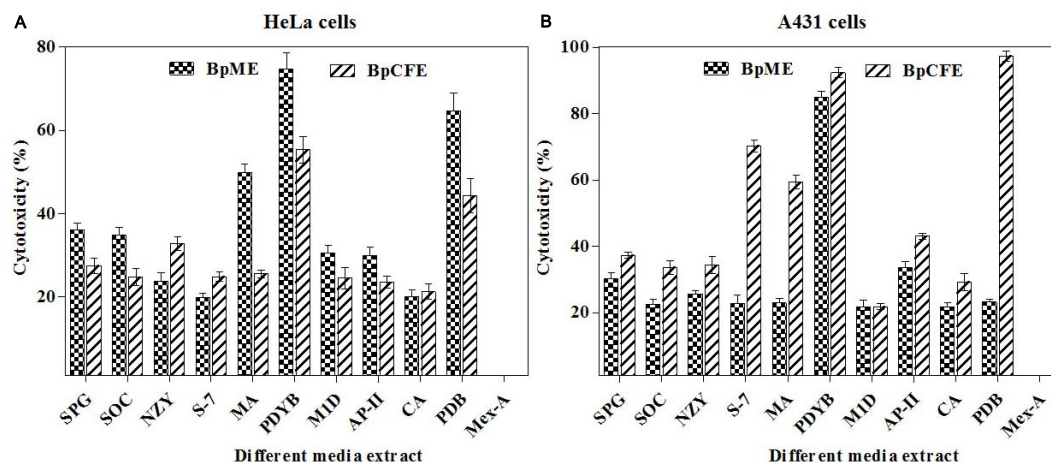 A
HeLa cells
BpME
BpCFE
Cytotoxicity (%)
80
60
40
20
SPG
SOC
NZY
S-7
MA
PDYB
M1D
AP-II
CA
PDB
Mex-A
Different media extract
B
A431 cells
BpME
BpCFE
Cytotoxicity (%)
100
80
60
40
20
SPG
SOC
NZY
S-7
MA
PDYB
M1D
AP-II
CA
PDB
Mex-A
Different media extract